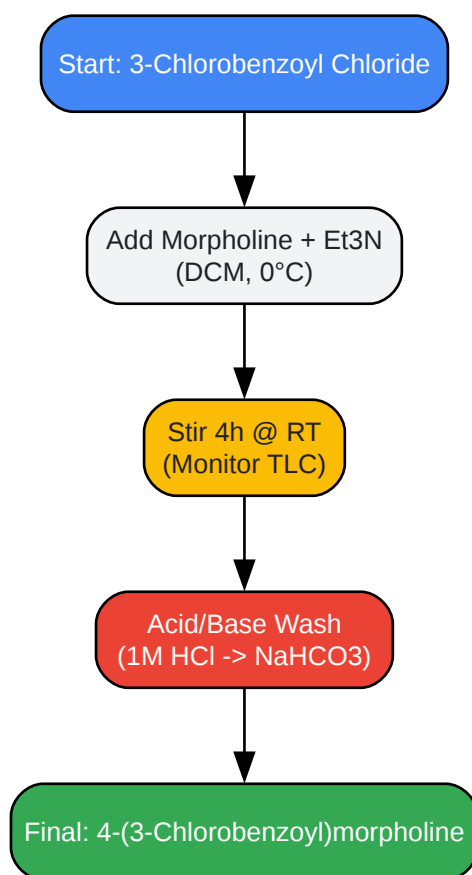 Start: 3-Chlorobenzoyl Chloride
Add Morpholine + Et3N
(DCM, 0°C)
Stir 4h @ RT
(Monitor TLC)
Acid/Base Wash
(1M HCl -> NaHCO3)
Final: 4-(3-Chlorobenzoyl)morpholine